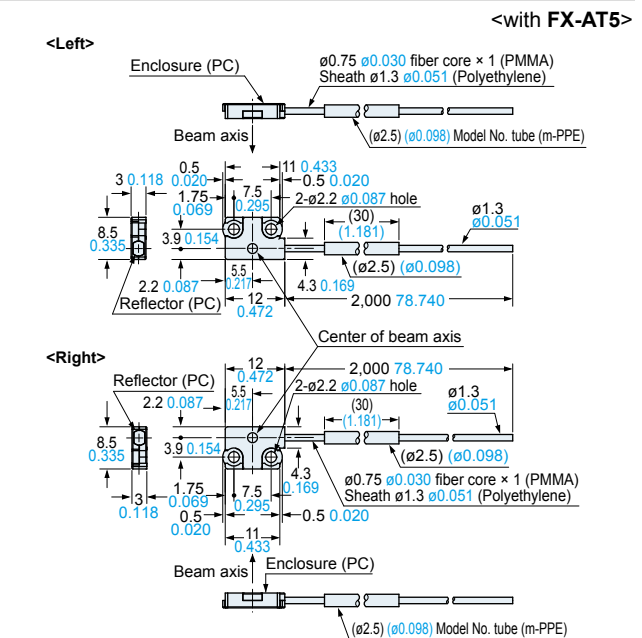 <with FX-AT5>
<Left>
Enclosure (PC)
ø0.75 ø0.030 fiber core × 1 (PMMA)
Sheath ø1.3 ø0.051 (Polyethylene)
(ø2.5) (ø0.098) Model No. tube (m-PPE)
Beam axis
0.5
0.020
11 0.433
0.5 0.020
3 0.118
1.75
0.069
7.5
0.295
2-ø2.2 ø0.087 hole
(30)
(1.181)
ø1.3
ø0.051
8.5
0.335
3.9 0.154
(ø2.5) (ø0.098)
2.2 0.087
5.5
0.217
4.3 0.169
Reflector (PC)
12
0.472
2,000 78.740
Center of beam axis
<Right>
12
0.472
2,000 78.740
Reflector (PC)
5.5
0.217
2-ø2.2 ø0.087 hole
2.2 0.087
(30)
(1.181)
ø1.3
ø0.051
8.5
0.335
3.9 0.154
(ø2.5) (ø0.098)
4.3
0.169
ø0.75 ø0.030 fiber core × 1 (PMMA)
Sheath ø1.3 ø0.051 (Polyethylene)
3
0.118
1.75
0.069
7.5
0.295
0.5
0.020
0.5 0.020
11
0.433
Beam axis
Enclosure (PC)
(ø2.5) (ø0.098) Model No. tube (m-PPE)